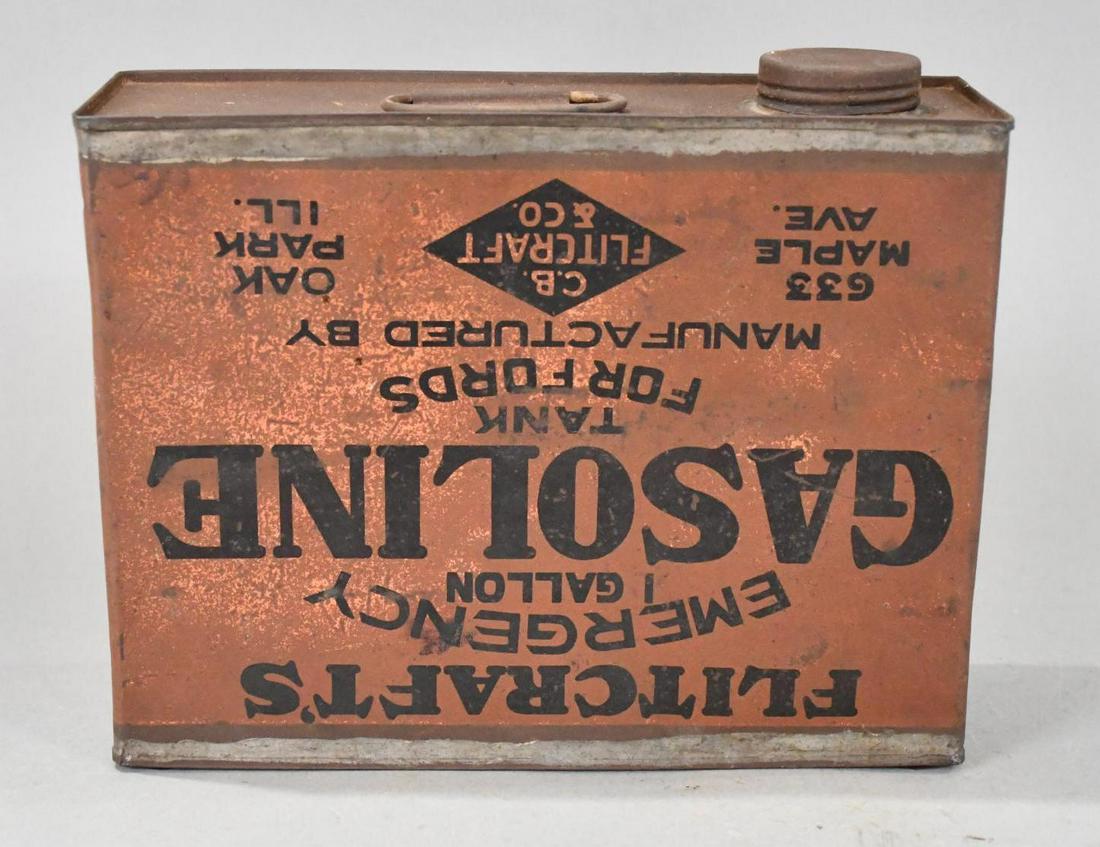 FLITCRAFT'S
EMERGENCY
1 GALLON
GASOLINE
TANK
FOR FORDS
MANUFACTURED BY
633
MAPLE
AVE.
C.B.
FLITCRAFT
& CO.
OAK
PARK
ILL.